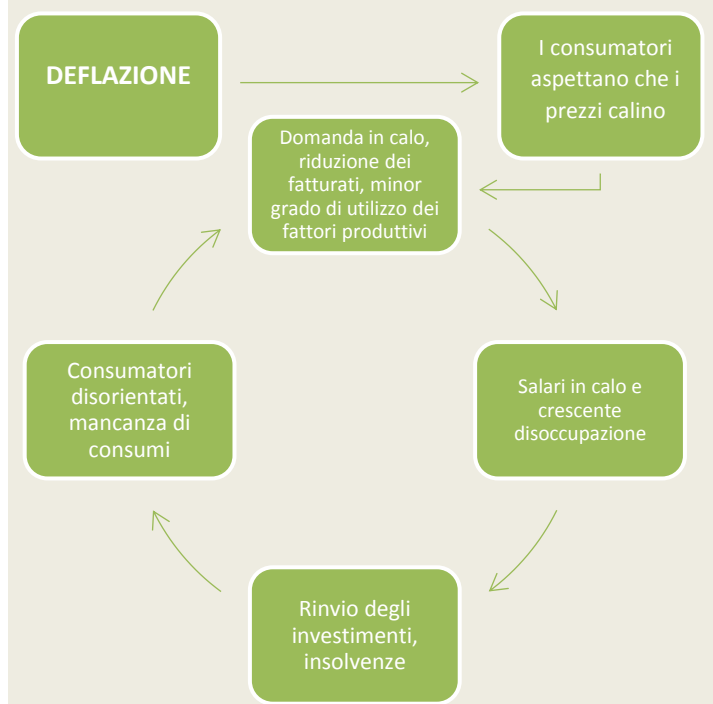 DEFLAZIONE
I consumatori
aspettano che i
prezzi calino
Domanda in calo,
riduzione dei
fatturati, minor
grado di utilizzo dei
fattori produttivi
Salari in calo e
crescente
disoccupazione
Rinvio degli
investimenti,
insolvenze
Consumatori
disorientati,
mancanza di
consumi